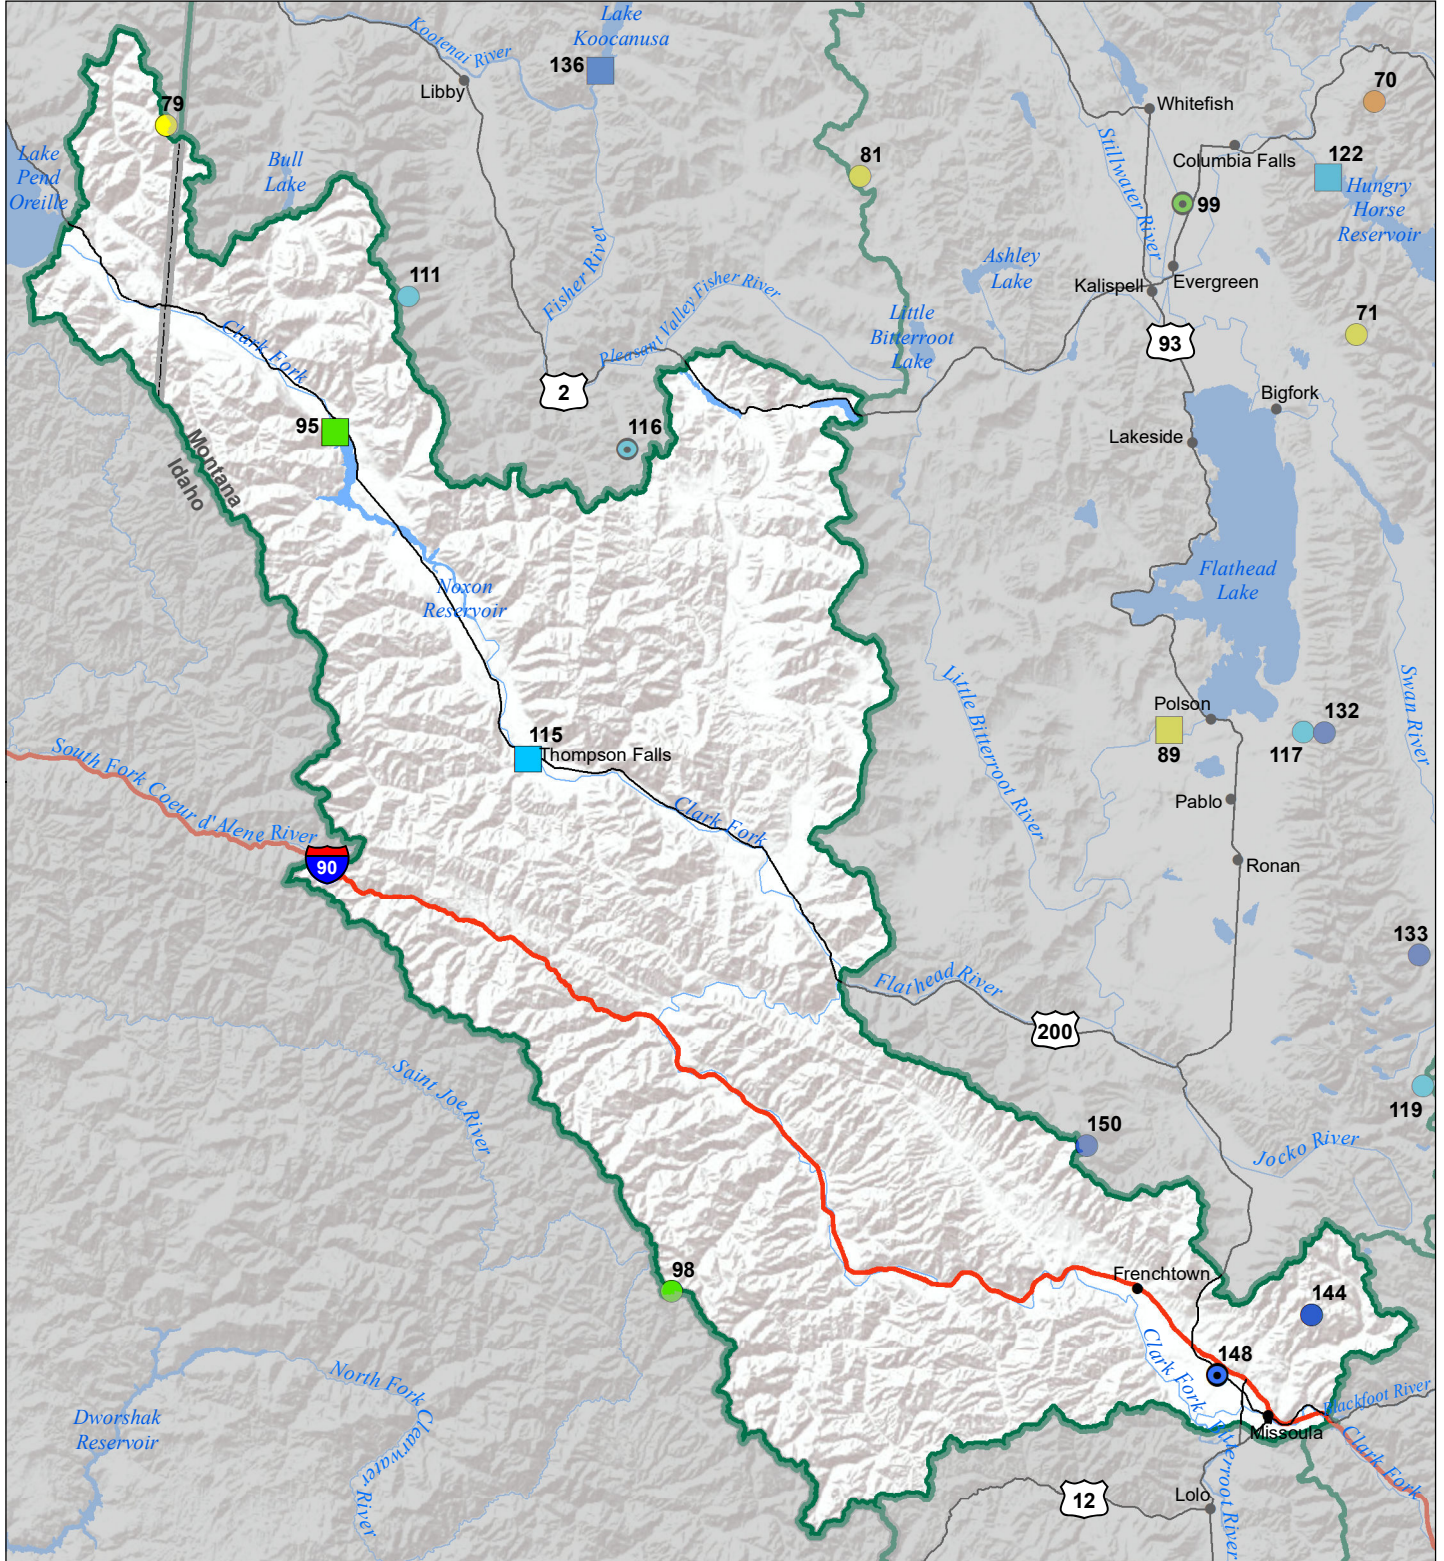 Lake
Koocanusa
Kootenai River
136
Libby
79
70
Whitefish
Lake
Pend
Oreille
Bull
Lake
81
Stillwater River
Columbia Falls
122
Hungry
Horse
Reservoir
99
111
Fisher River
Pleasant Valley Fisher River
Ashley
Lake
Kalispell
Evergreen
Little
Bitterroot
Lake
71
93
Clark Fork
2
Bigfork
95
116
Lakeside
Montana
Idaho
Noxon
Reservoir
Flathead
Lake
Swan River
Little Bitterroot River
Polson
132
117
89
115
Thompson Falls
South Fork Coeur d'Alene River
Clark Fork
Pablo
90
Ronan
133
Flathead River
200
Saint Joe River
119
150
Jocko River
98
Frenchtown
144
148
Clark Fork
North Fork Clearwater River
Blackfoot River
Dworshak
Reservoir
Missoula
Bitterroot River
Clark Fork
12
Lolo